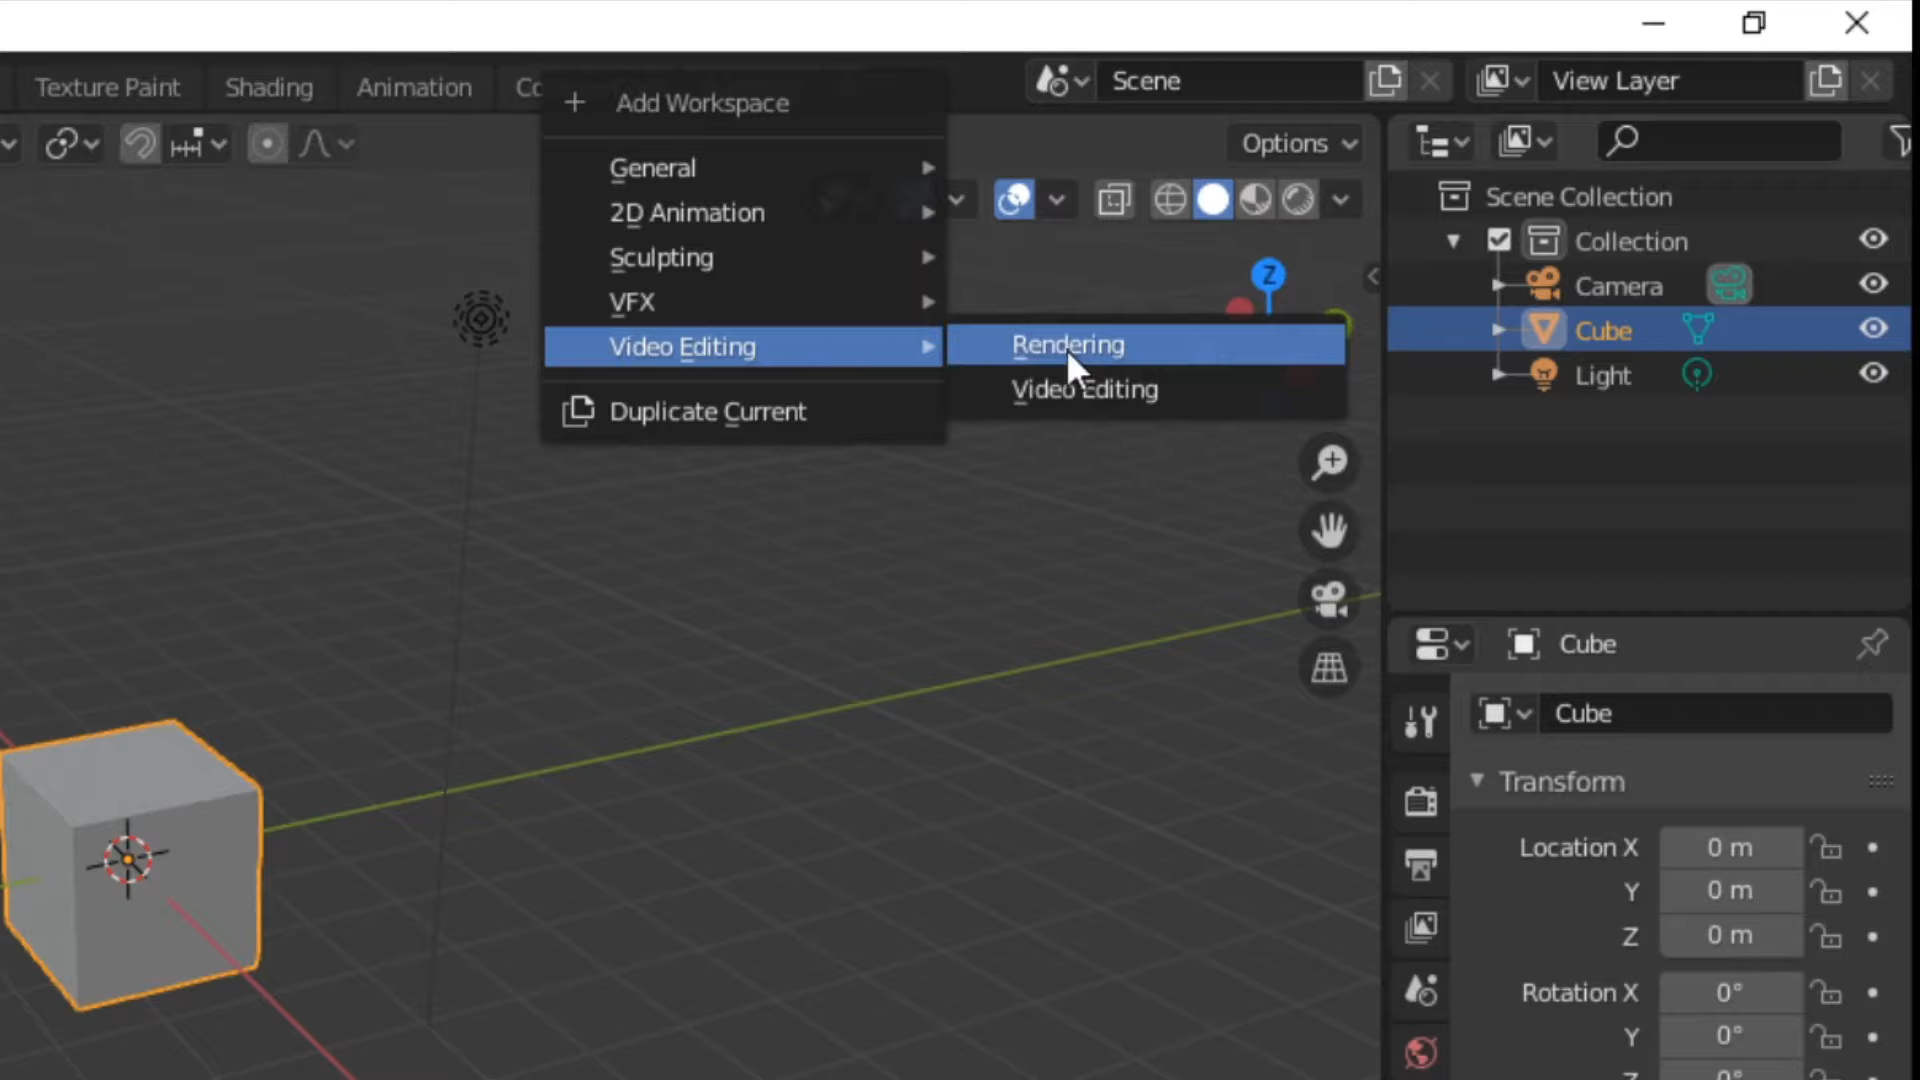 Texture Paint
Shading
Animation
Co
Scene
View Layer
Add Workspace
General
2D Animation
Sculpting
VFX
Video Editing
Duplicate Current
Rendering
Video Editing
Options
Z
Scene Collection
Collection
Camera
Cube
Light
Cube
Cube
Transform
Location X
0 m
Y
0 m
Z
0 m
Rotation X
0°
Y
0°
Z
0°